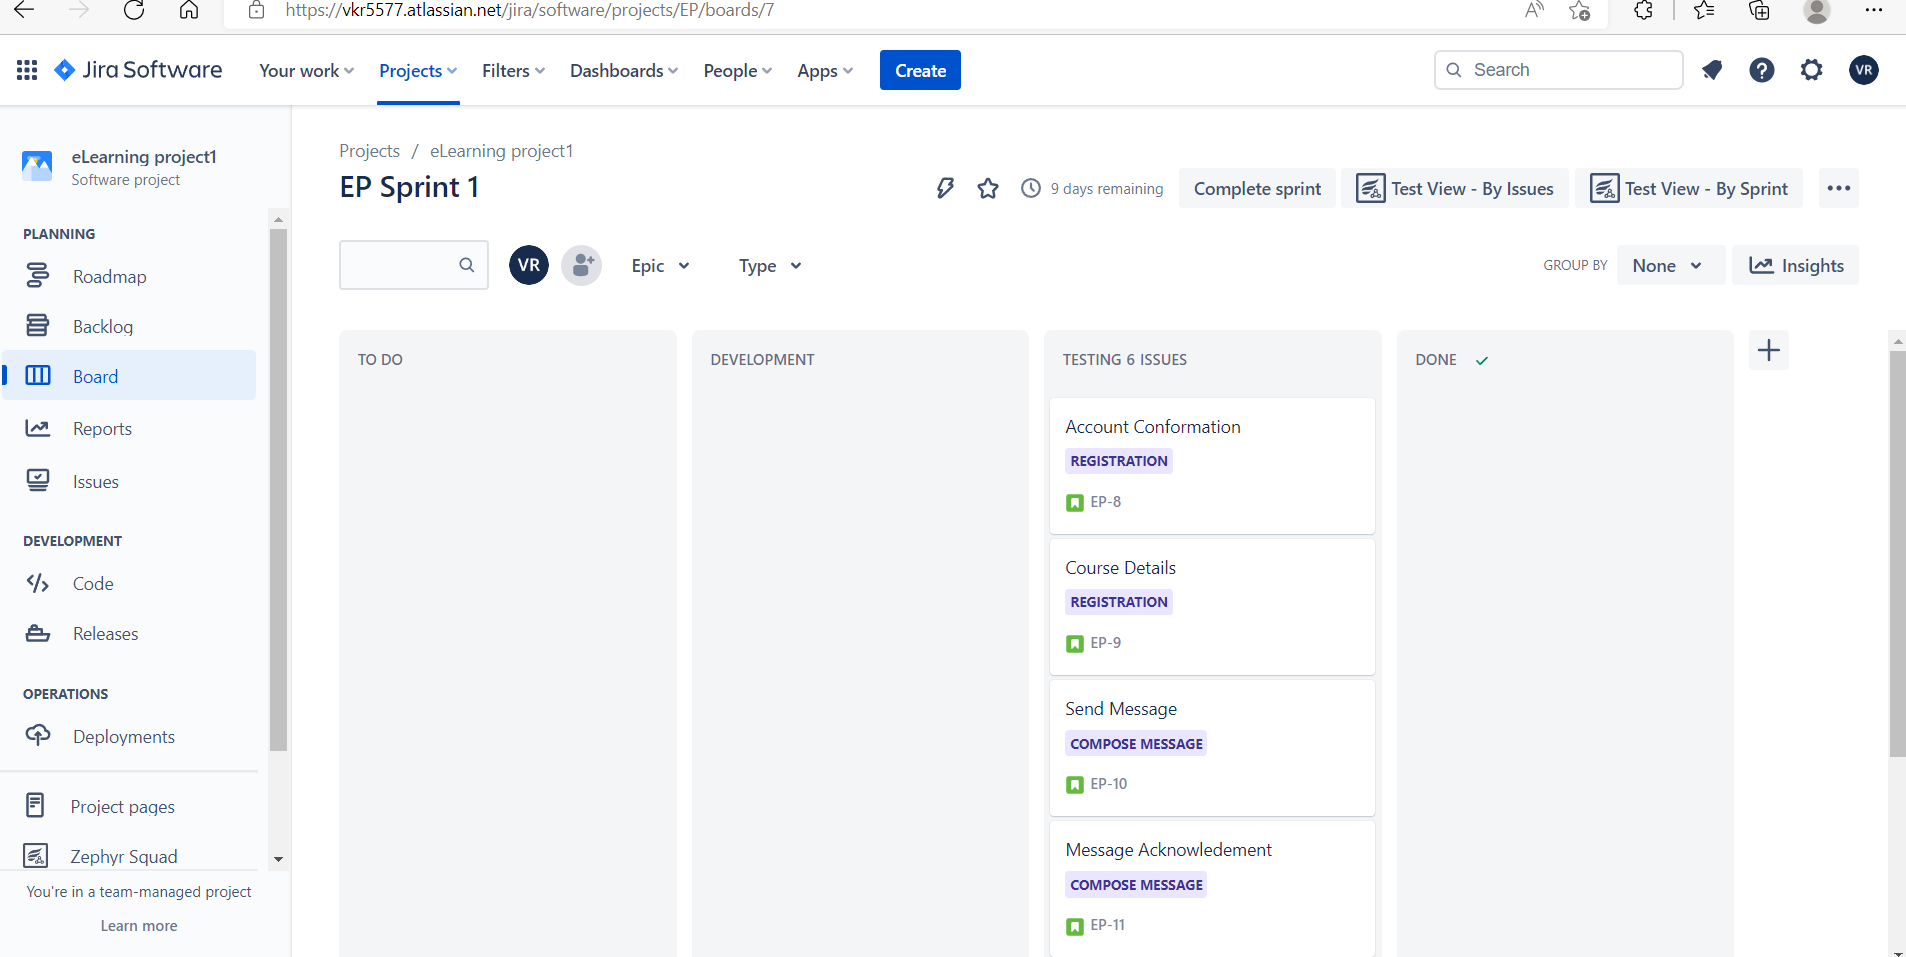 https://vkr5577.atlassian.net/jira/software/projects/EP/boards/7
Jira Software
Your work
Projects
Filters
Dashboards
People
Apps
Create
Search
VR
eLearning project1
Software project
PLANNING
Roadmap
Backlog
Board
Reports
Issues
DEVELOPMENT
Code
Releases
OPERATIONS
Deployments
Project pages
Zephyr Squad
You're in a team-managed project
Learn more
Projects / eLearning project1
EP Sprint 1
9 days remaining
Complete sprint
Test View - By Issues
Test View - By Sprint
VR
Epic
Type
GROUP BY
None
Insights
TO DO
DEVELOPMENT
TESTING 6 ISSUES
Account Conformation
REGISTRATION
EP-8
Course Details
REGISTRATION
EP-9
Send Message
COMPOSE MESSAGE
EP-10
Message Acknowledement
COMPOSE MESSAGE
EP-11
DONE